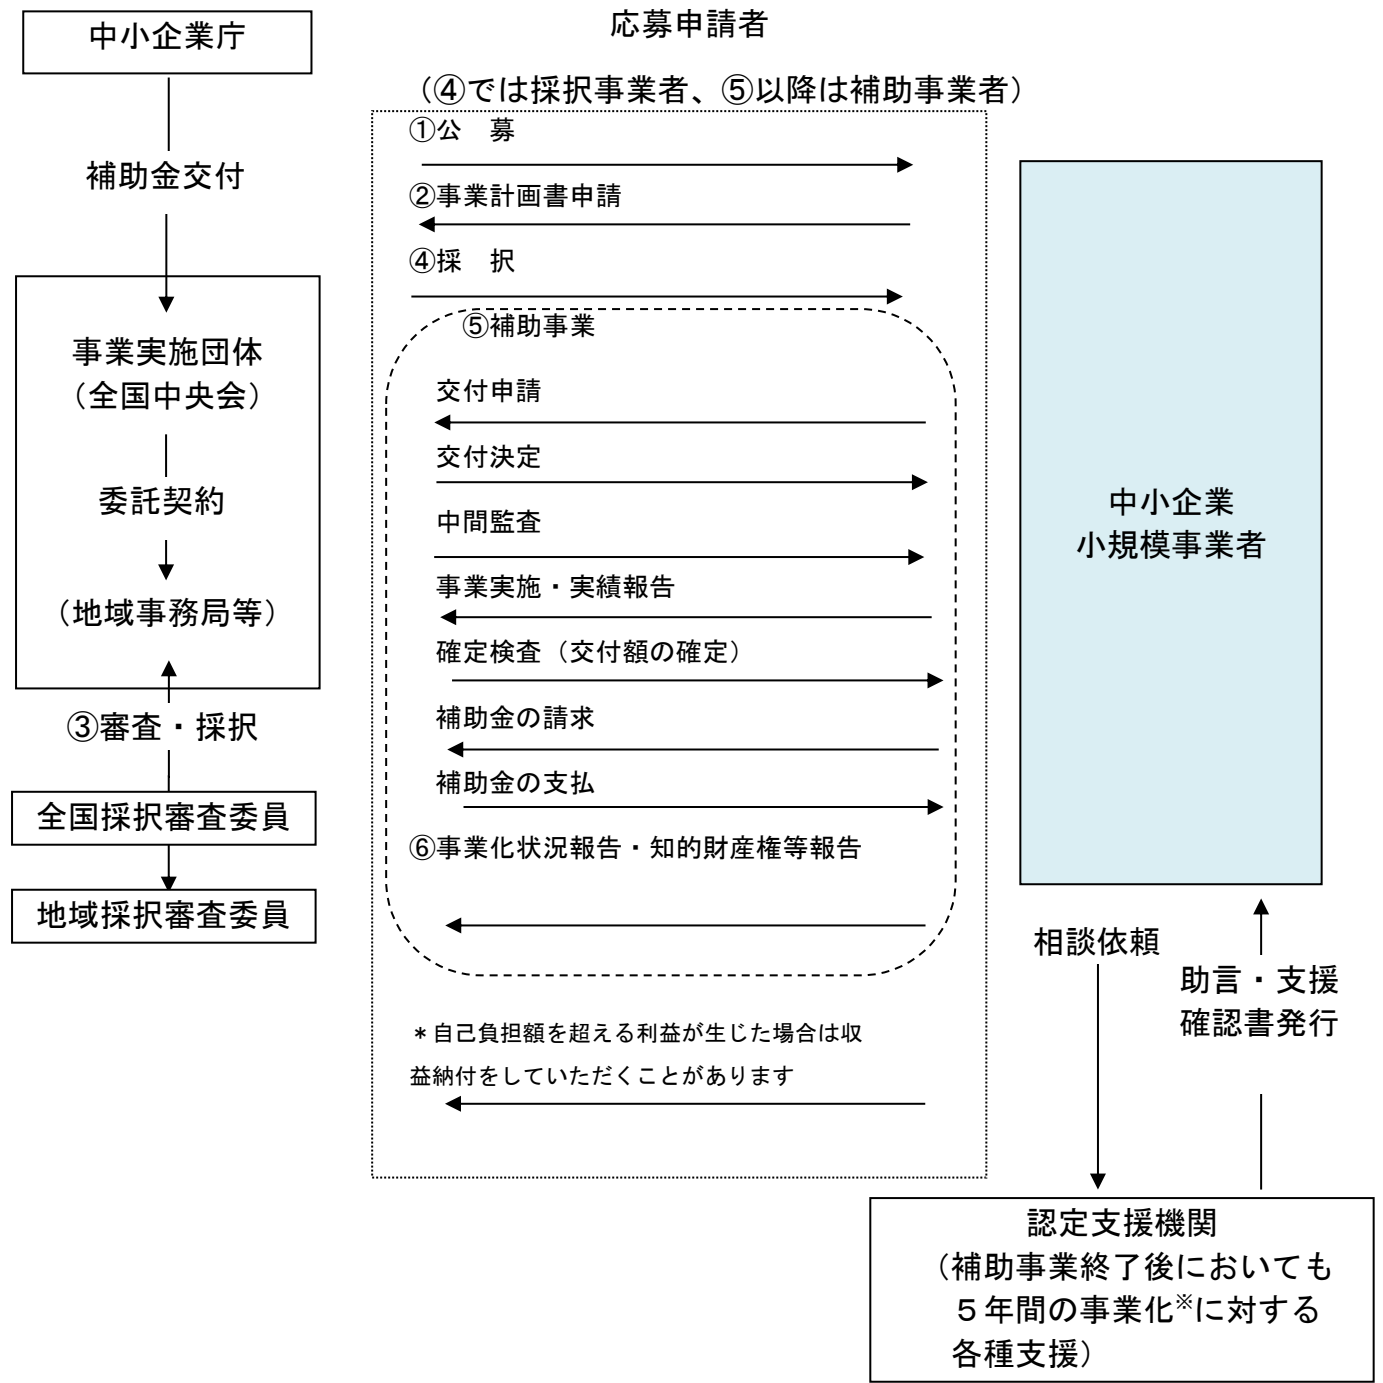 中小企業庁
補助金交付
事業実施団体
（全国中央会）
委託契約
（地域事務局等）
③審査・採択
全国採択審査委員
地域採択審査委員
応募申請者
（④では採択事業者、⑤以降は補助事業者）
①公　募
②事業計画書申請
④採　択
⑤補助事業
交付申請
交付決定
中間監査
事業実施・実績報告
確定検査（交付額の確定）
補助金の請求
補助金の支払
⑥事業化状況報告・知的財産権等報告
＊自己負担額を超える利益が生じた場合は収
益納付をしていただくことがあります
中小企業
小規模事業者
相談依頼
助言・支援
確認書発行
認定支援機関
（補助事業終了後においても
５年間の事業化※に対する
各種支援）